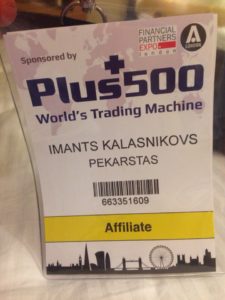 Sponsored by
FINANCIAL
PARTNERS
EXPO
london
Plus500
World's Trading Machine
IMANTS KALASNIKOVS
PEKARSTAS
663351609
Affiliate